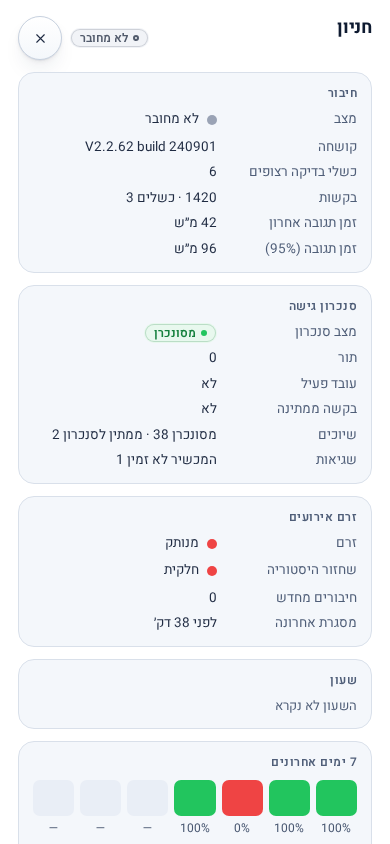 חניון
לא מחובר
×
חיבור
מצב לא מחובר
קושחה V2.2.62 build 240901
כשלי בדיקה רצופים 6
בקשות 1420 · כשלים 3
זמן תגובה אחרון 42 מ״ש
זמן תגובה (95%) 96 מ״ש
סנכרון גישה
מצב סנכרון מסונכרן
תור 0
עובד פעיל לא
בקשה ממתינה לא
שיוכים מסונכרן 38 · ממתין לסנכרון 2
שגיאות המכשיר לא זמין 1
זרם אירועים
זרם מנותק
שחזור היסטוריה חלקית
חיבורים מחדש 0
מסגרת אחרונה לפני 38 דק׳
שעון
השעון לא נקרא
7 ימים אחרונים
100% 100% 0% 100% — — —